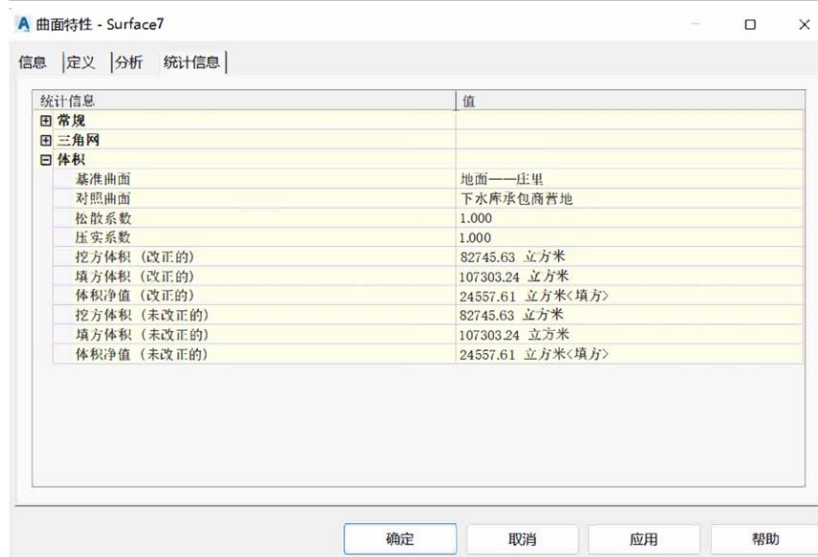 曲面特性 - Surface7
信息 定义 分析 统计信息
统计信息 值
常规
三角网
体积
基准曲面 地面——庄里
对照曲面 下水库承包商营地
松散系数 1.000
压实系数 1.000
挖方体积 (改正的) 82745.63 立方米
填方体积 (改正的) 107303.24 立方米
体积净值 (改正的) 24557.61 立方米<填方>
挖方体积 (未改正的) 82745.63 立方米
填方体积 (未改正的) 107303.24 立方米
体积净值 (未改正的) 24557.61 立方米<填方>
确定 取消 应用 帮助